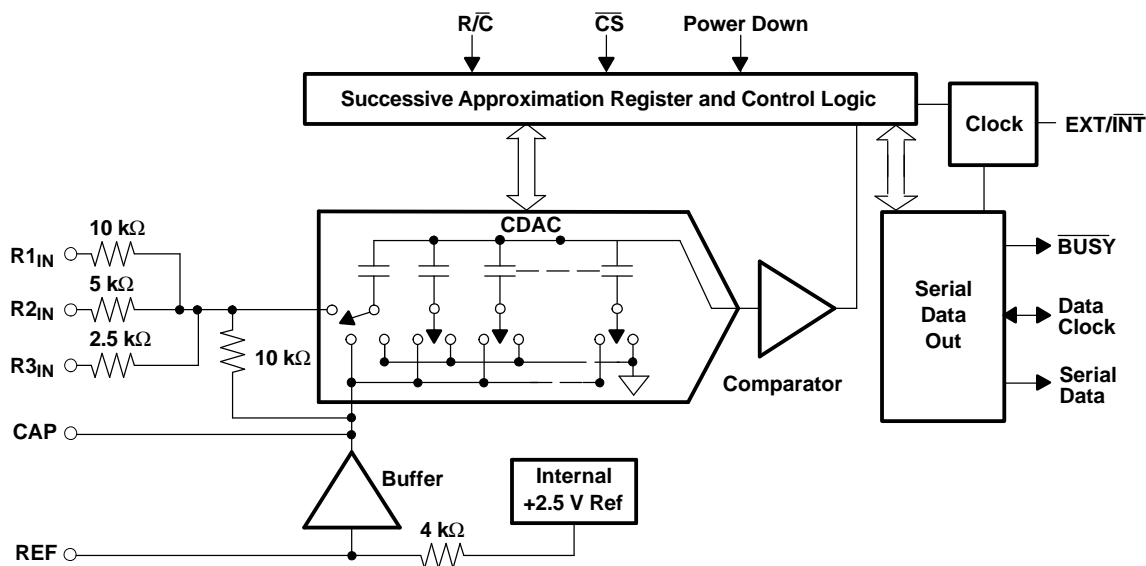 R/C̅
C̅S̅
Power Down
Successive Approximation Register and Control Logic
Clock
EXT/I̅N̅T̅
CDAC
10 kΩ
R1IN
5 kΩ
R2IN
2.5 kΩ
R3IN
10 kΩ
Serial
Data
Out
B̅U̅S̅Y̅
Data
Clock
Serial
Data
Comparator
CAP
Buffer
Internal
+2.5 V Ref
4 kΩ
REF